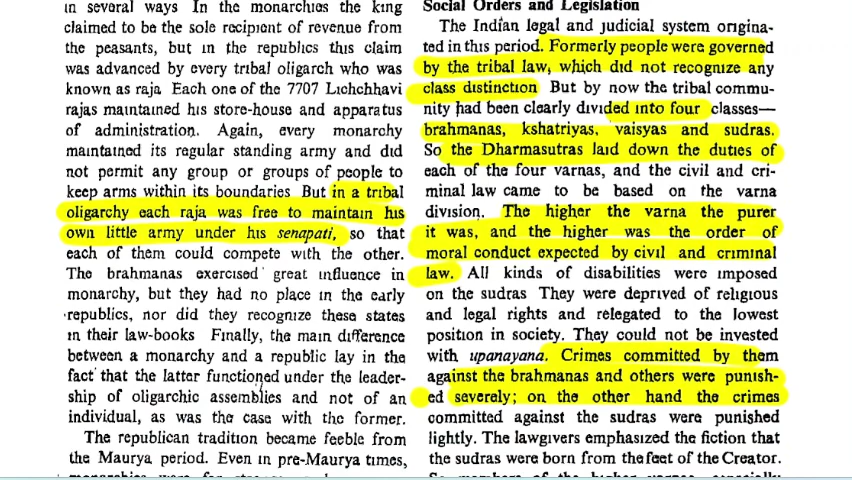 in several ways In the monarchies the king
claimed to be the sole recipient of revenue from
the peasants, but in the republics this claim
was advanced by every tribal oligarch who was
known as raja Each one of the 7707 Lichchhavi
rajas maintained his store-house and apparatus
of administration. Again, every monarchy
maintained its regular standing army and did
not permit any group or groups of people to
keep arms within its boundaries But in a tribal
oligarchy each raja was free to maintain his
own little army under his senapati, so that
each of them could compete with the other.
The brahmanas exercised great influence in
monarchy, but they had no place in the early
republics, nor did they recognize these states
in their law-books Finally, the main difference
between a monarchy and a republic lay in the
fact that the latter functioned under the leader-
ship of oligarchic assemblies and not of an
individual, as was the case with the former.
The republican tradition became feeble from
the Maurya period. Even in pre-Maurya times,
Social Orders and Legislation
The Indian legal and judicial system origina-
ted in this period. Formerly people were governed
by the tribal law, which did not recognize any
class distinction But by now the tribal commu-
nity had been clearly divided into four classes—
brahmanas, kshatriyas, vaisyas and sudras.
So the Dharmasutras laid down the duties of
each of the four varnas, and the civil and cri-
minal law came to be based on the varna
division. The higher the varna the purer
it was, and the higher was the order of
moral conduct expected by civil and criminal
law. All kinds of disabilities were imposed
on the sudras They were deprived of religious
and legal rights and relegated to the lowest
position in society. They could not be invested
with upanayana. Crimes committed by them
against the brahmanas and others were punish-
ed severely; on the other hand the crimes
committed against the sudras were punished
lightly. The lawgivers emphasized the fiction that
the sudras were born from the feet of the Creator.